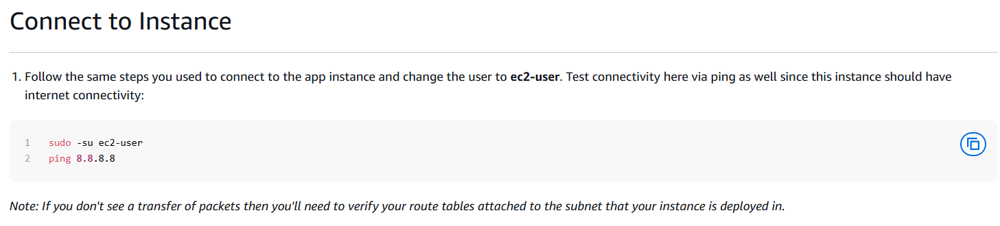 Connect to Instance
1. Follow the same steps you used to connect to the app instance and change the user to ec2-user. Test connectivity here via ping as well since this instance should have
internet connectivity:
1 sudo -su ec2-user
2 ping 8.8.8.8
Note: If you don't see a transfer of packets then you'll need to verify your route tables attached to the subnet that your instance is deployed in.